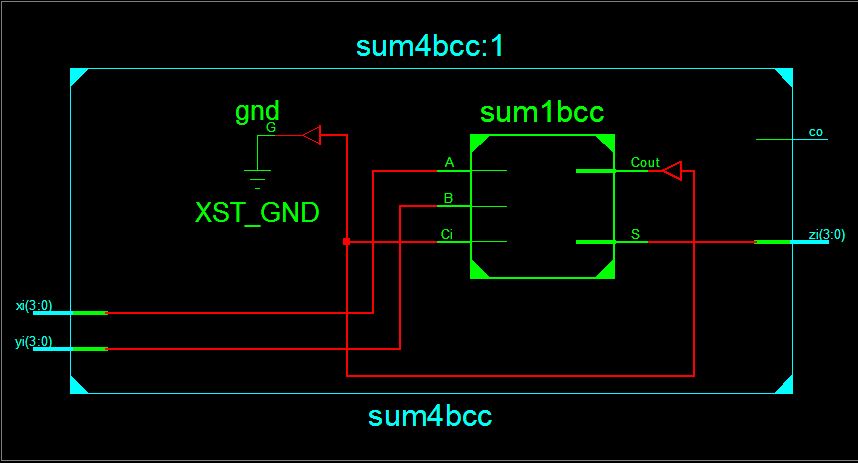 sum4bcc:1
gnd
G
XST_GND
sum1bcc
A
B
Ci
Cout
S
co
zi(3:0)
xi(3:0)
yi(3:0)
sum4bcc